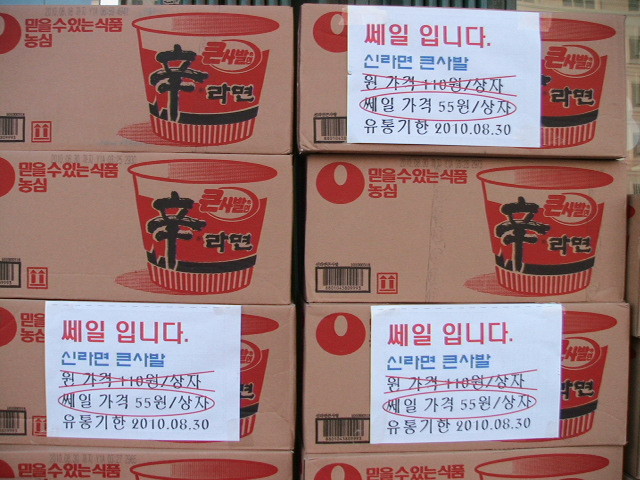 믿을수있는식품
농심
큰사발
辛라면
쎄일 입니다.
신라면 큰사발
원 가격 110원/상자
쎄일 가격 55원/상자
유통기한 2010.08.30
믿을수있는식품
농심
큰사발
辛라면
믿을수있는식품
농심
큰사발
辛라면
쎄일 입니다.
신라면 큰사발
원 가격 110원/상자
쎄일 가격 55원/상자
유통기한 2010.08.30
쎄일 입니다.
신라면 큰사발
원 가격 110원/상자
쎄일 가격 55원/상자
유통기한 2010.08.30
믿을수있는식품
믿을수있는식품